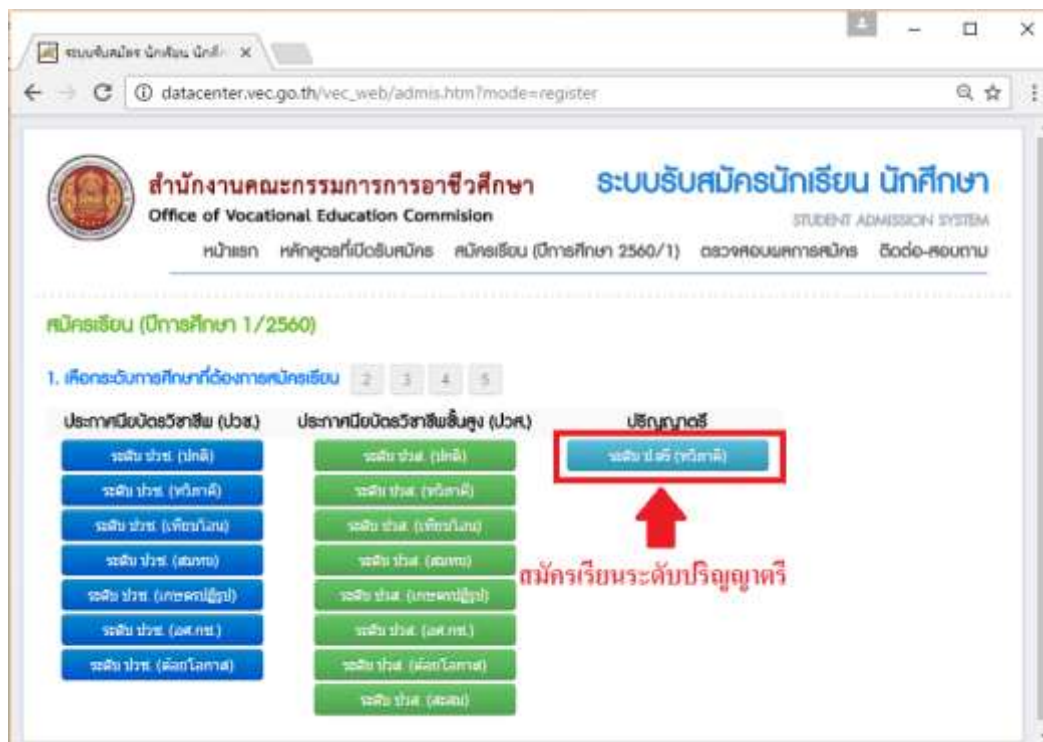 ระบบรับสมัคร นักเรียน นักศึก
datacenter.vec.go.th/vec_web/admis.htm?mode=register
สำนักงานคณะกรรมการการอาชีวศึกษา
Office of Vocational Education Commision
ระบบรับสมัครนักเรียน นักศึกษา
STUDENT ADMISSION SYSTEM
หน้าแรก หลักสูตรที่เปิดรับสมัคร สมัครเรียน (ปีการศึกษา 2560/1) ตรวจสอบผลการสมัคร ติดต่อ-สอบถาม
สมัครเรียน (ปีการศึกษา 1/2560)
1. เลือกระดับการศึกษาที่ต้องการสมัครเรียน 2 3 4 5
ประกาศนียบัตรวิชาชีพ (ปวช.) ประกาศนียบัตรวิชาชีพชั้นสูง (ปวส.) ปริญญาตรี
ระดับ ปวช. (ปกติ) ระดับ ปวส. (ปกติ) ระดับ ป.ตรี (ทวิภาคี)
ระดับ ปวช. (ทวิภาคี) ระดับ ปวส. (ทวิภาคี)
ระดับ ปวช. (เทียบโอน) ระดับ ปวส. (เทียบโอน)
ระดับ ปวช. (สมทบ) ระดับ ปวส. (สมทบ)
สมัครเรียนระดับปริญญาตรี
ระดับ ปวช. (เกษตรปฏิรูป) ระดับ ปวส. (เกษตรปฏิรูป)
ระดับ ปวช. (อศ.กช.) ระดับ ปวส. (อศ.กช.)
ระดับ ปวช. (ด้อยโอกาส) ระดับ ปวส. (ด้อยโอกาส)
ระดับ ปวส. (สะสม)